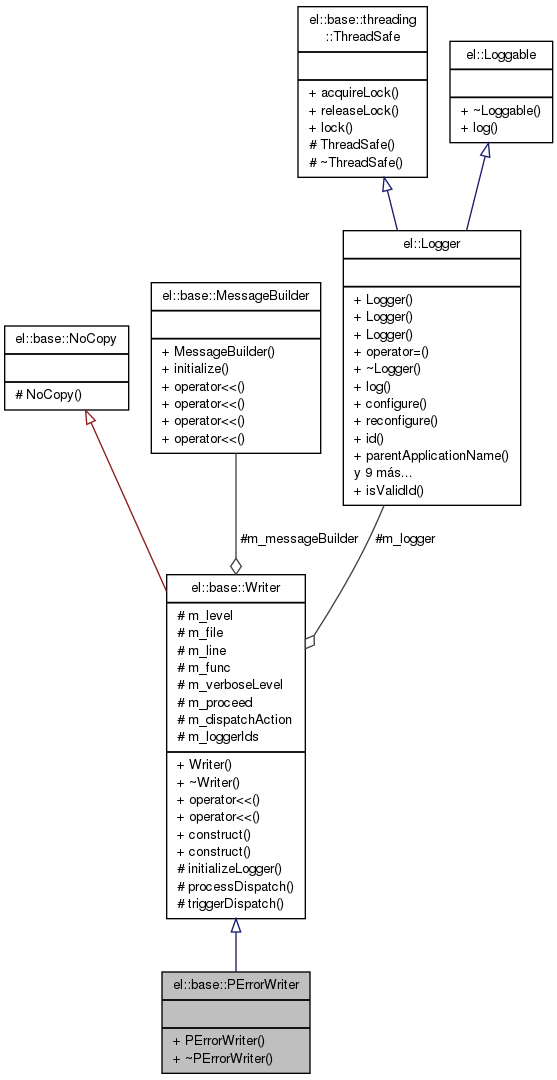 el::base::threading
::ThreadSafe
+ acquireLock()
+ releaseLock()
+ lock()
# ThreadSafe()
# ~ThreadSafe()
el::Loggable
+ ~Loggable()
+ log()
el::Logger
+ Logger()
+ Logger()
+ Logger()
+ operator=()
+ ~Logger()
+ log()
+ configure()
+ reconfigure()
+ id()
+ parentApplicationName()
y 9 más...
+ isValidId()
el::base::MessageBuilder
+ MessageBuilder()
+ initialize()
+ operator<<()
+ operator<<()
+ operator<<()
+ operator<<()
el::base::NoCopy
# NoCopy()
#m_messageBuilder
#m_logger
el::base::Writer
# m_level
# m_file
# m_line
# m_func
# m_verboseLevel
# m_proceed
# m_dispatchAction
# m_loggerIds
+ Writer()
+ ~Writer()
+ operator<<()
+ operator<<()
+ construct()
+ construct()
# initializeLogger()
# processDispatch()
# triggerDispatch()
el::base::PErrorWriter
+ PErrorWriter()
+ ~PErrorWriter()